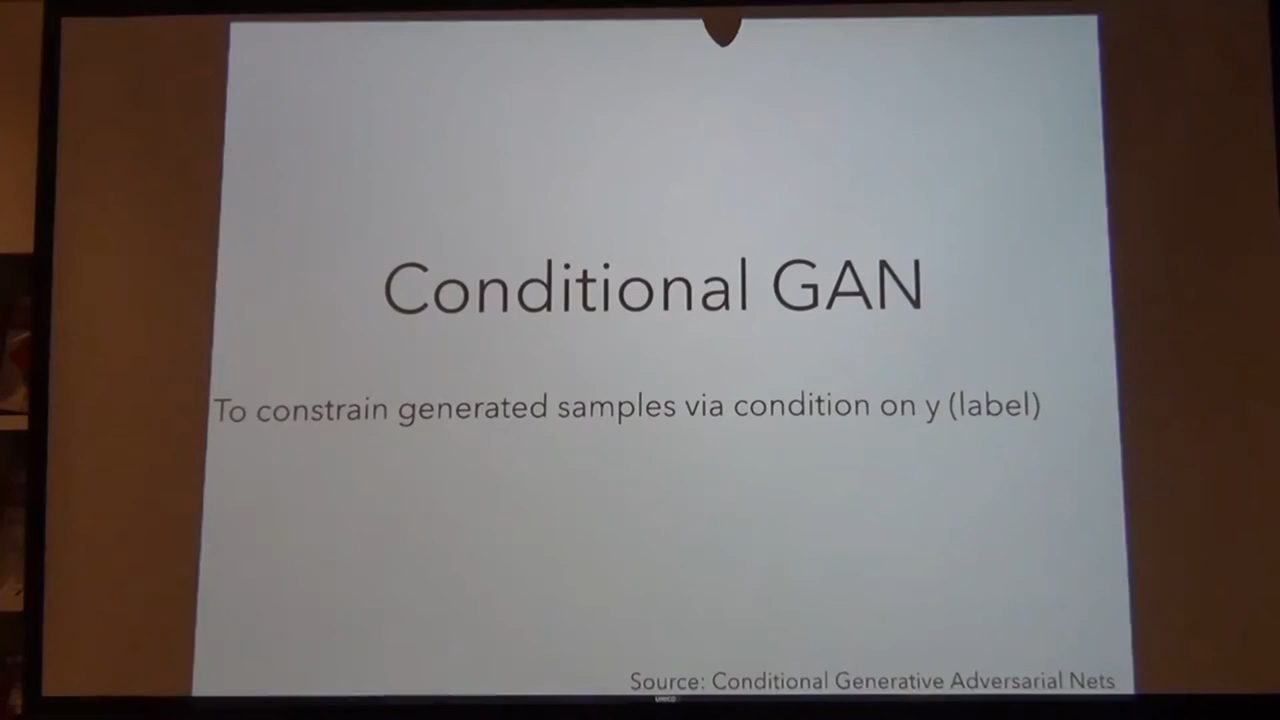 Conditional GAN
To constrain generated samples via condition on y (label)
Source: Conditional Generative Adversarial Nets